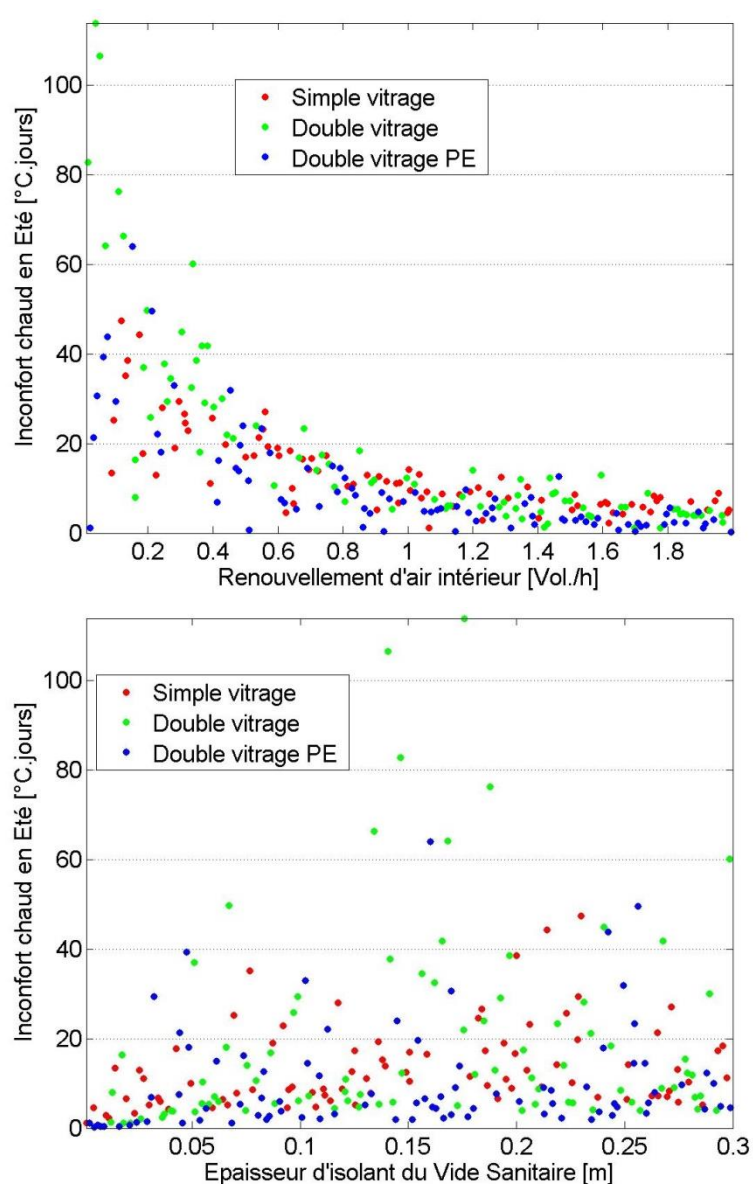 100
80
60
40
20
0
Inconfort chaud en Eté [°C.jours]
Simple vitrage
Double vitrage
Double vitrage PE
0.2 0.4 0.6 0.8 1 1.2 1.4 1.6 1.8
Renouvellement d'air intérieur [Vol./h]
100
80
60
40
20
0
Inconfort chaud en Eté [°C.jours]
Simple vitrage
Double vitrage
Double vitrage PE
0.05 0.1 0.15 0.2 0.25 0.3
Epaisseur d'isolant du Vide Sanitaire [m]